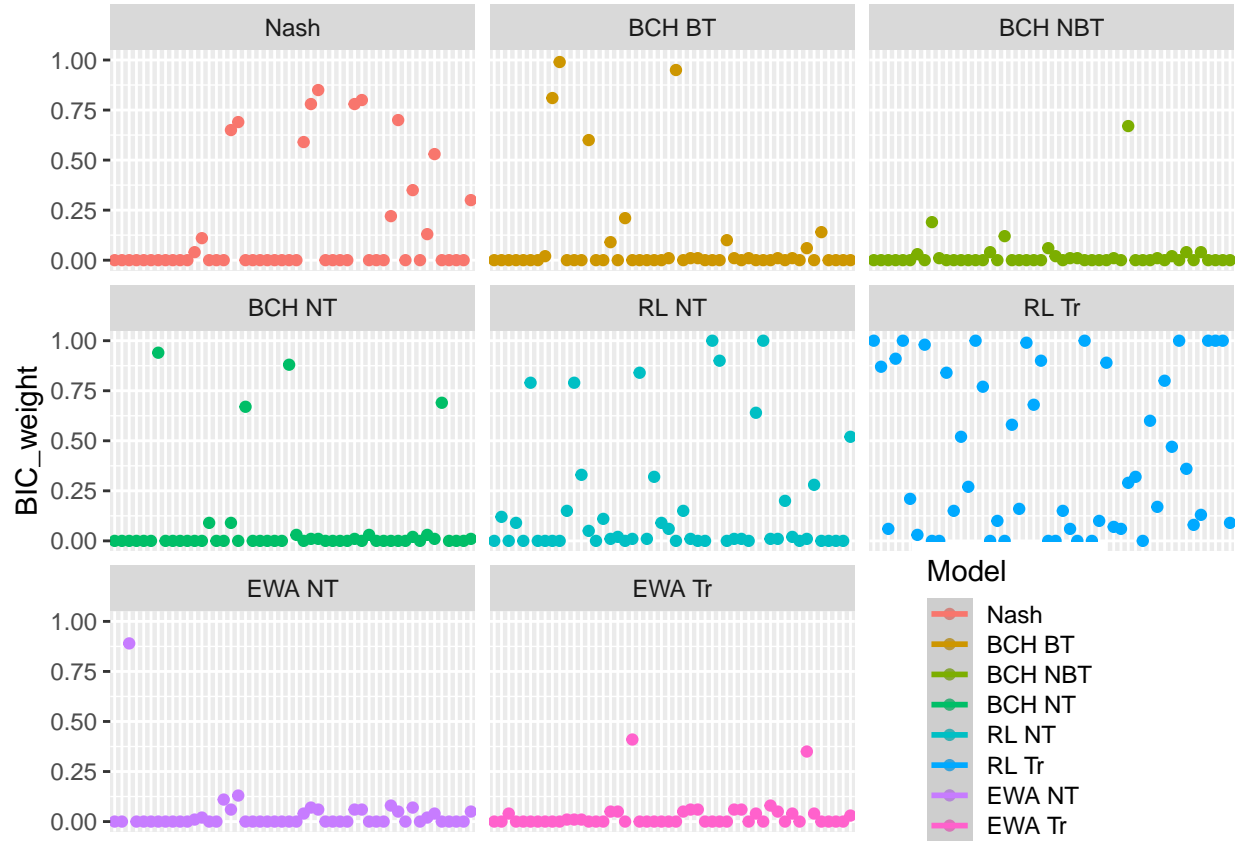 Nash
BCH BT
BCH NBT
1.00
0.75
0.50
0.25
0.00
BCH NT
RL NT
RL Tr
1.00
0.75
0.50
0.25
0.00
BIC_weight
EWA NT
EWA Tr
1.00
0.75
0.50
0.25
0.00
Model
Nash
BCH BT
BCH NBT
BCH NT
RL NT
RL Tr
EWA NT
EWA Tr